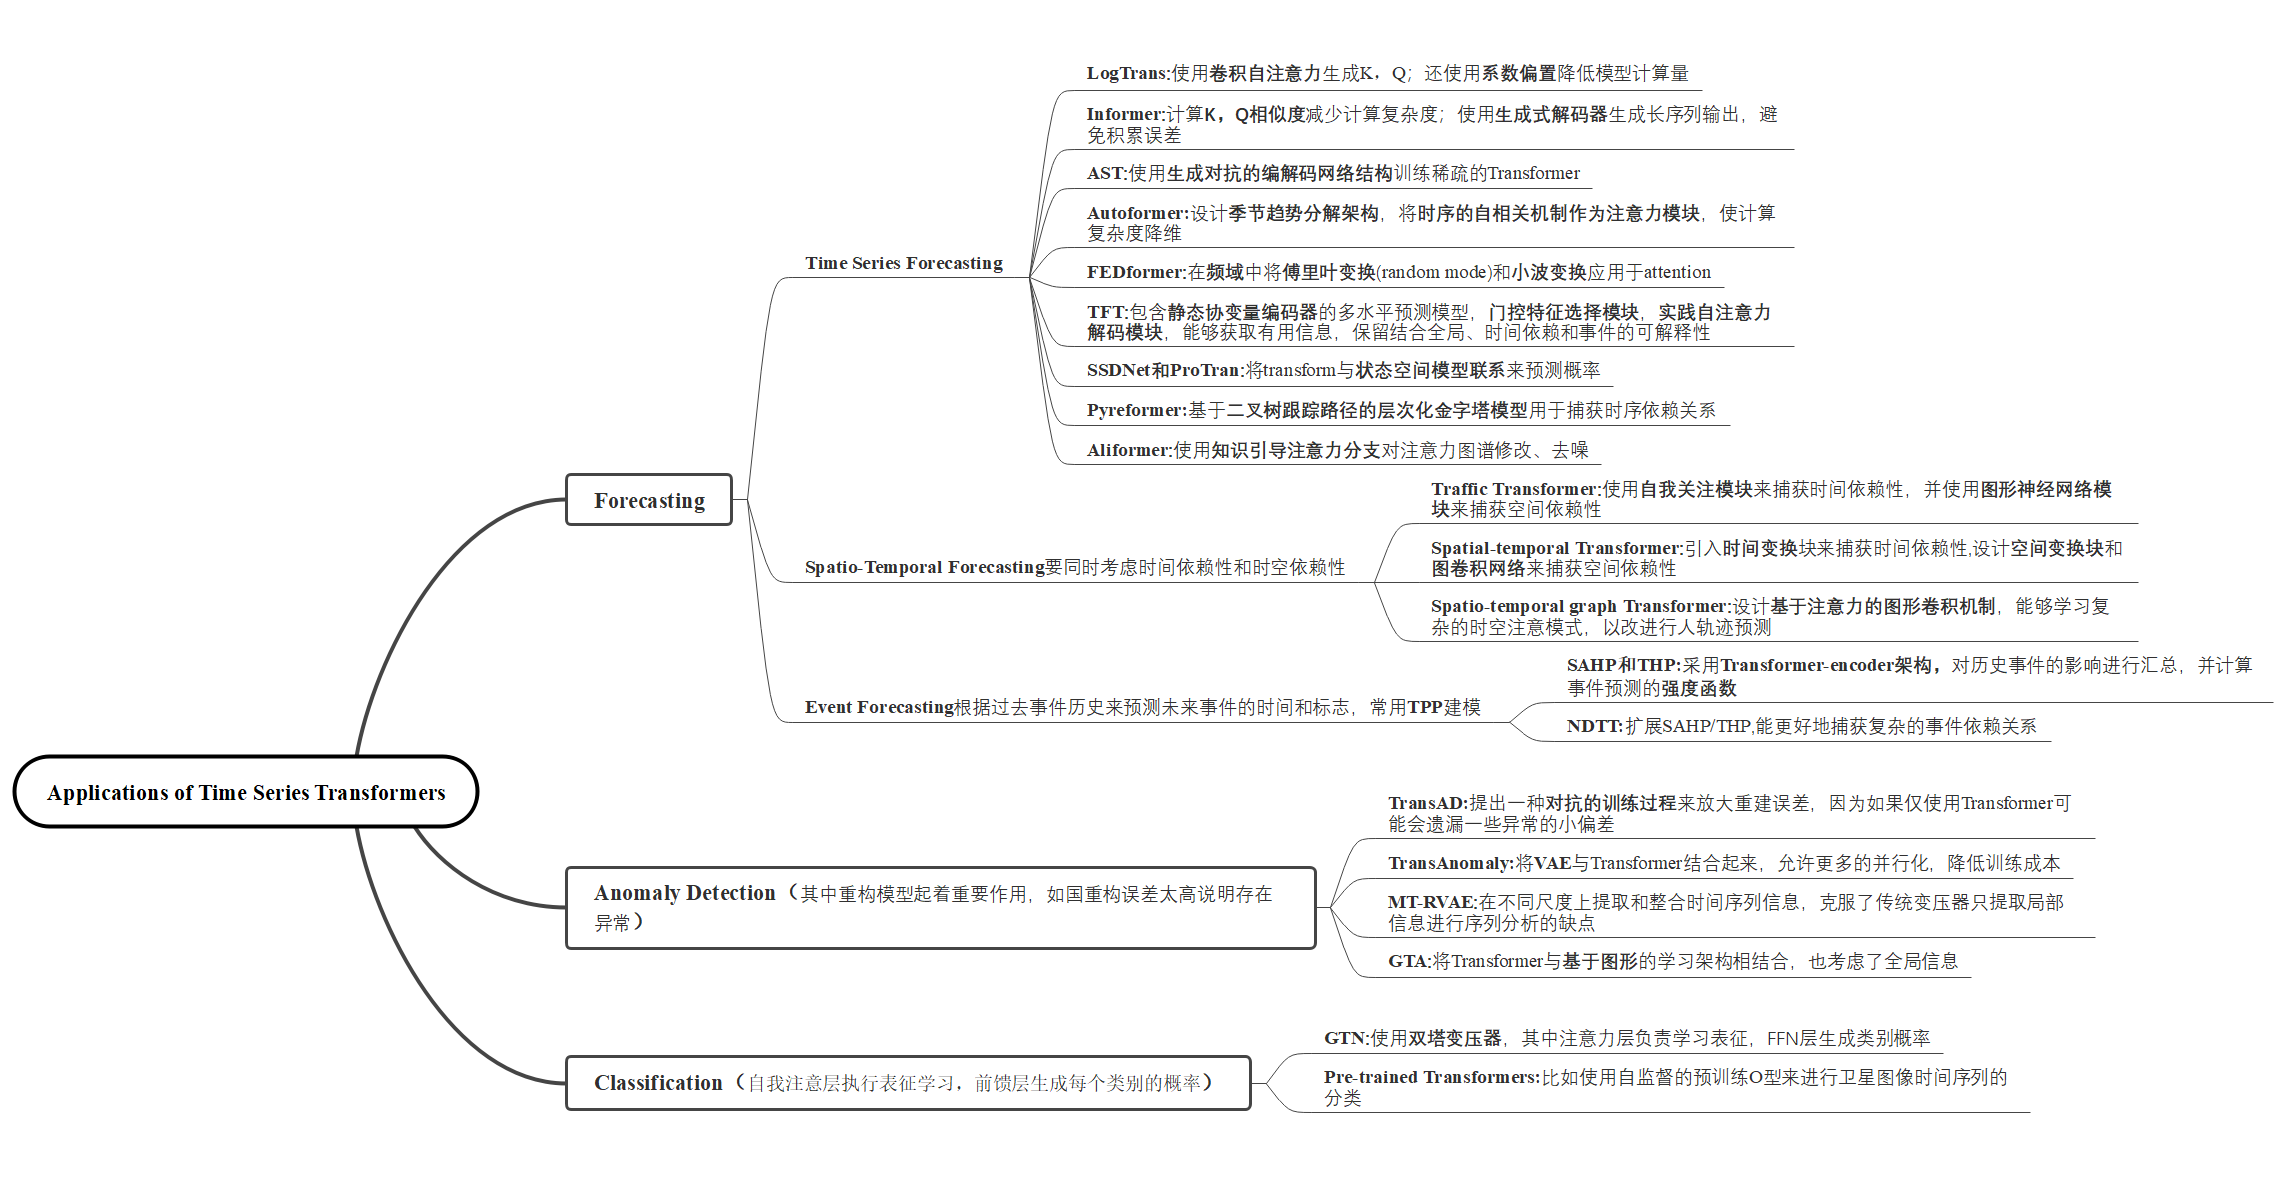 LogTrans:使用卷积自注意力生成K，Q；还使用系数偏置降低模型计算量
Informer:计算K，Q相似度减少计算复杂度；使用生成式解码器生成长序列输出，避
免积累误差
AST:使用生成对抗的编解码网络结构训练稀疏的Transformer
Autoformer:设计季节趋势分解架构，将时序的自相关机制作为注意力模块，使计算
复杂度降维
Time Series Forecasting
FEDformer:在频域中将傅里叶变换(random mode)和小波变换应用于attention
TFT:包含静态协变量编码器的多水平预测模型，门控特征选择模块，实践自注意力
解码模块，能够获取有用信息，保留结合全局、时间依赖和事件的可解释性
SSDNet和ProTran:将transform与状态空间模型联系来预测概率
Pyreformer:基于二叉树跟踪路径的层次化金字塔模型用于捕获时序依赖关系
Aliformer:使用知识引导注意力分支对注意力图谱修改、去噪
Forecasting
Traffic Transformer:使用自我关注模块来捕获时间依赖性，并使用图形神经网络模
块来捕获空间依赖性
Spatial-temporal Transformer:引入时间变换块来捕获时间依赖性,设计空间变换块和
图卷积网络来捕获空间依赖性
Spatio-Temporal Forecasting要同时考虑时间依赖性和时空依赖性
Spatio-temporal graph Transformer:设计基于注意力的图形卷积机制，能够学习复
杂的时空注意模式，以改进行人轨迹预测
SAHP和THP:采用Transformer-encoder架构，对历史事件的影响进行汇总，并计算
事件预测的强度函数
Event Forecasting根据过去事件历史来预测未来事件的时间和标志，常用TPP建模
NDTT:扩展SAHP/THP,能更好地捕获复杂的事件依赖关系
Applications of Time Series Transformers
TransAD:提出一种对抗的训练过程来放大重建误差，因为如果仅使用Transformer可
能会遗漏一些异常的小偏差
TransAnomaly:将VAE与Transformer结合起来，允许更多的并行化，降低训练成本
Anomaly Detection（其中重构模型起着重要作用，如国重构误差太高说明存在
异常）
MT-RVAE:在不同尺度上提取和整合时间序列信息，克服了传统变压器只提取局部
信息进行序列分析的缺点
GTA:将Transformer与基于图形的学习架构相结合，也考虑了全局信息
GTN:使用双塔变压器，其中注意力层负责学习表征，FFN层生成类别概率
Classification（自我注意层执行表征学习，前馈层生成每个类别的概率）
Pre-trained Transformers:比如使用自监督的预训练O型来进行卫星图像时间序列的
分类